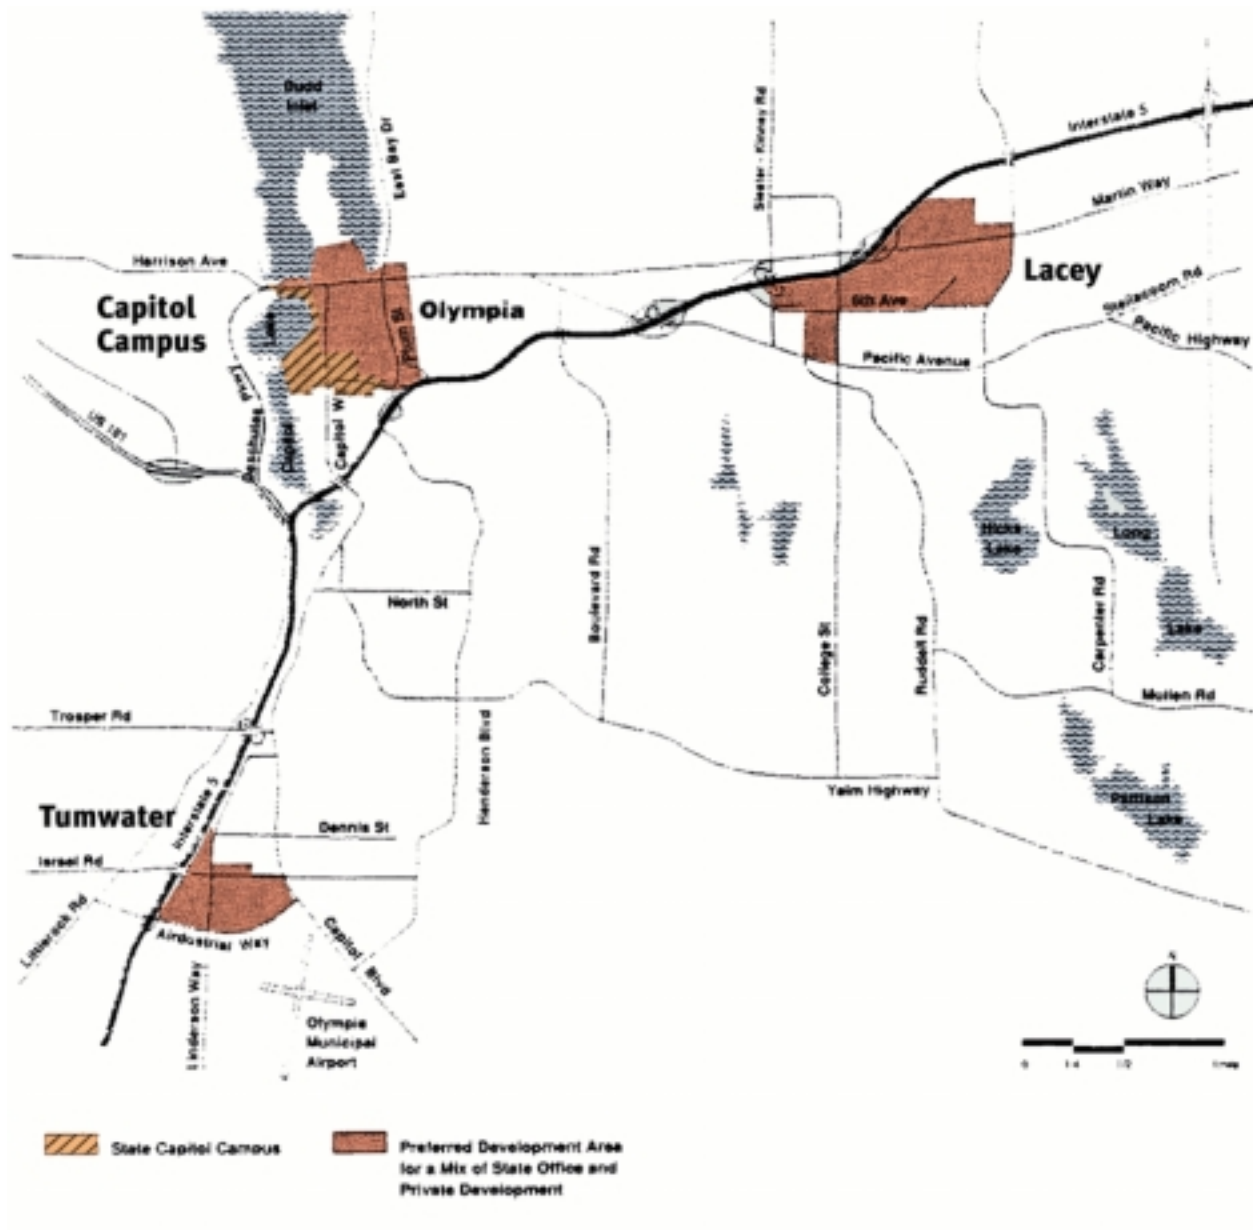 Budd
Inlet
East Bay Dr
Sleater - Kinney Rd
Interstate 5
Martin Way
Harrison Ave
Capitol
Campus
Lake
Plum St
Olympia
6th Ave
Lacey
Steilacoom Rd
Pacific Highway
Pacific Avenue
US 101
Deschutes
Pkwy
Capitol
Capitol W
Hicks
Lake
Long
Lake
North St
Boulevard Rd
College St
Ruddell Rd
Carpenter Rd
Mullen Rd
Trosper Rd
Henderson Blvd
Yelm Highway
Pattison
Lake
Tumwater
Interstate 5
Dennis St
Israel Rd
Littlerock Rd
Airdustrial Way
Capitol Blvd
Linderson Way
Olympia
Municipal
Airport
N
0
State Capitol Campus
Preferred Development Area
for a Mix of State Office and
Private Development